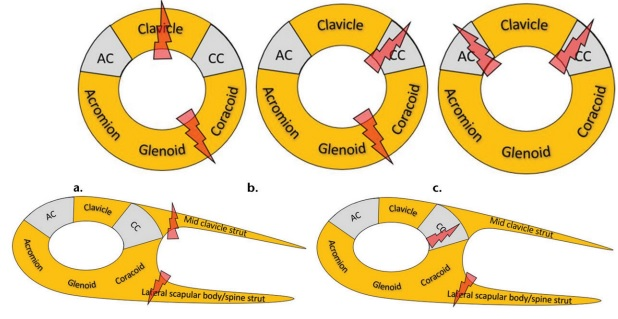 Clavicle
AC
CC
Acromion
Glenoid
Coracoid
Clavicle
AC
CC
Acromion
Glenoid
Coracoid
Clavicle
AC
CC
Acromion
Glenoid
Coracoid
a.
b.
c.
AC
Clavicle
CC
Mid clavicle strut
Acromion
Glenoid
Coracoid
Lateral scapular body/spine strut
AC
Clavicle
CC
Mid clavicle strut
Acromion
Glenoid
Coracoid
Lateral scapular body/spine strut